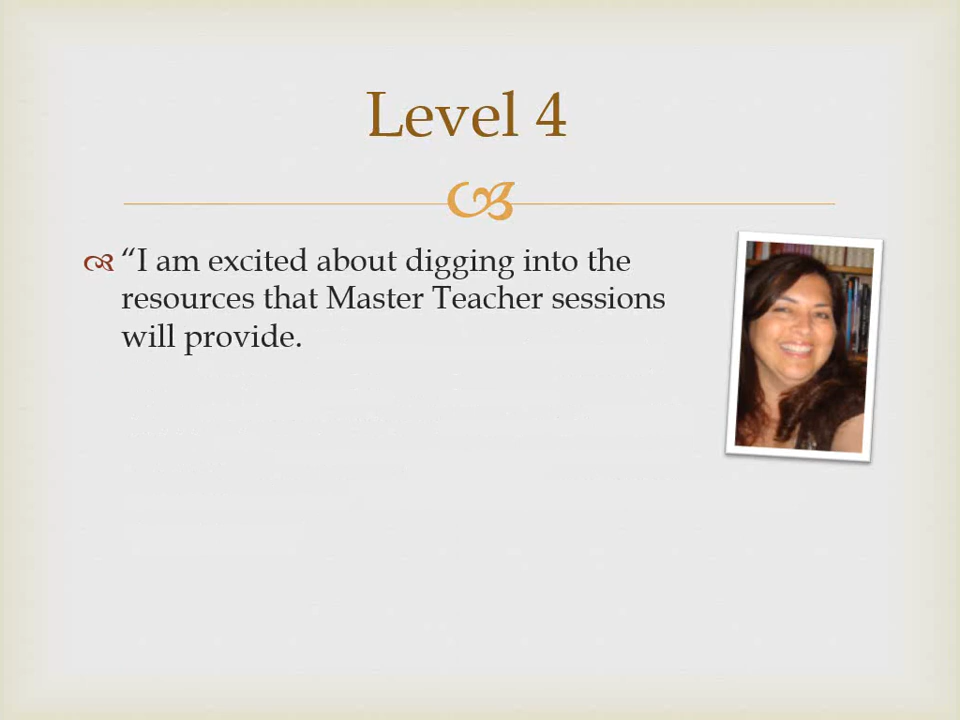 Level 4
“I am excited about digging into the
resources that Master Teacher sessions
will provide.